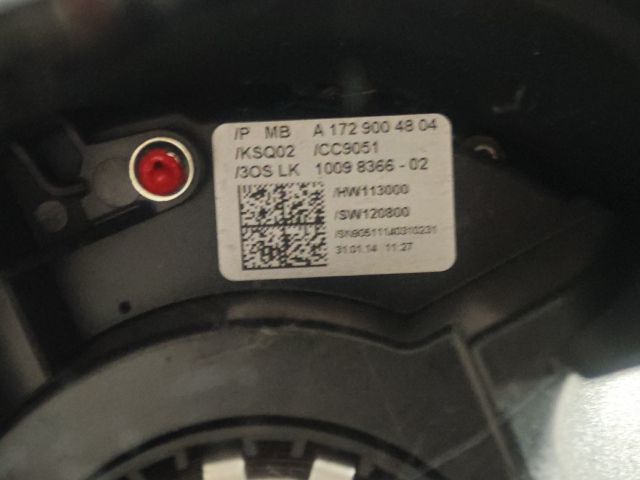 /P MB A 172 900 48 04
/KSQ02 /CC9051
/3OS LK 1009 8366 - 02
/HW113000
/SW120800
31.01.14 11:27